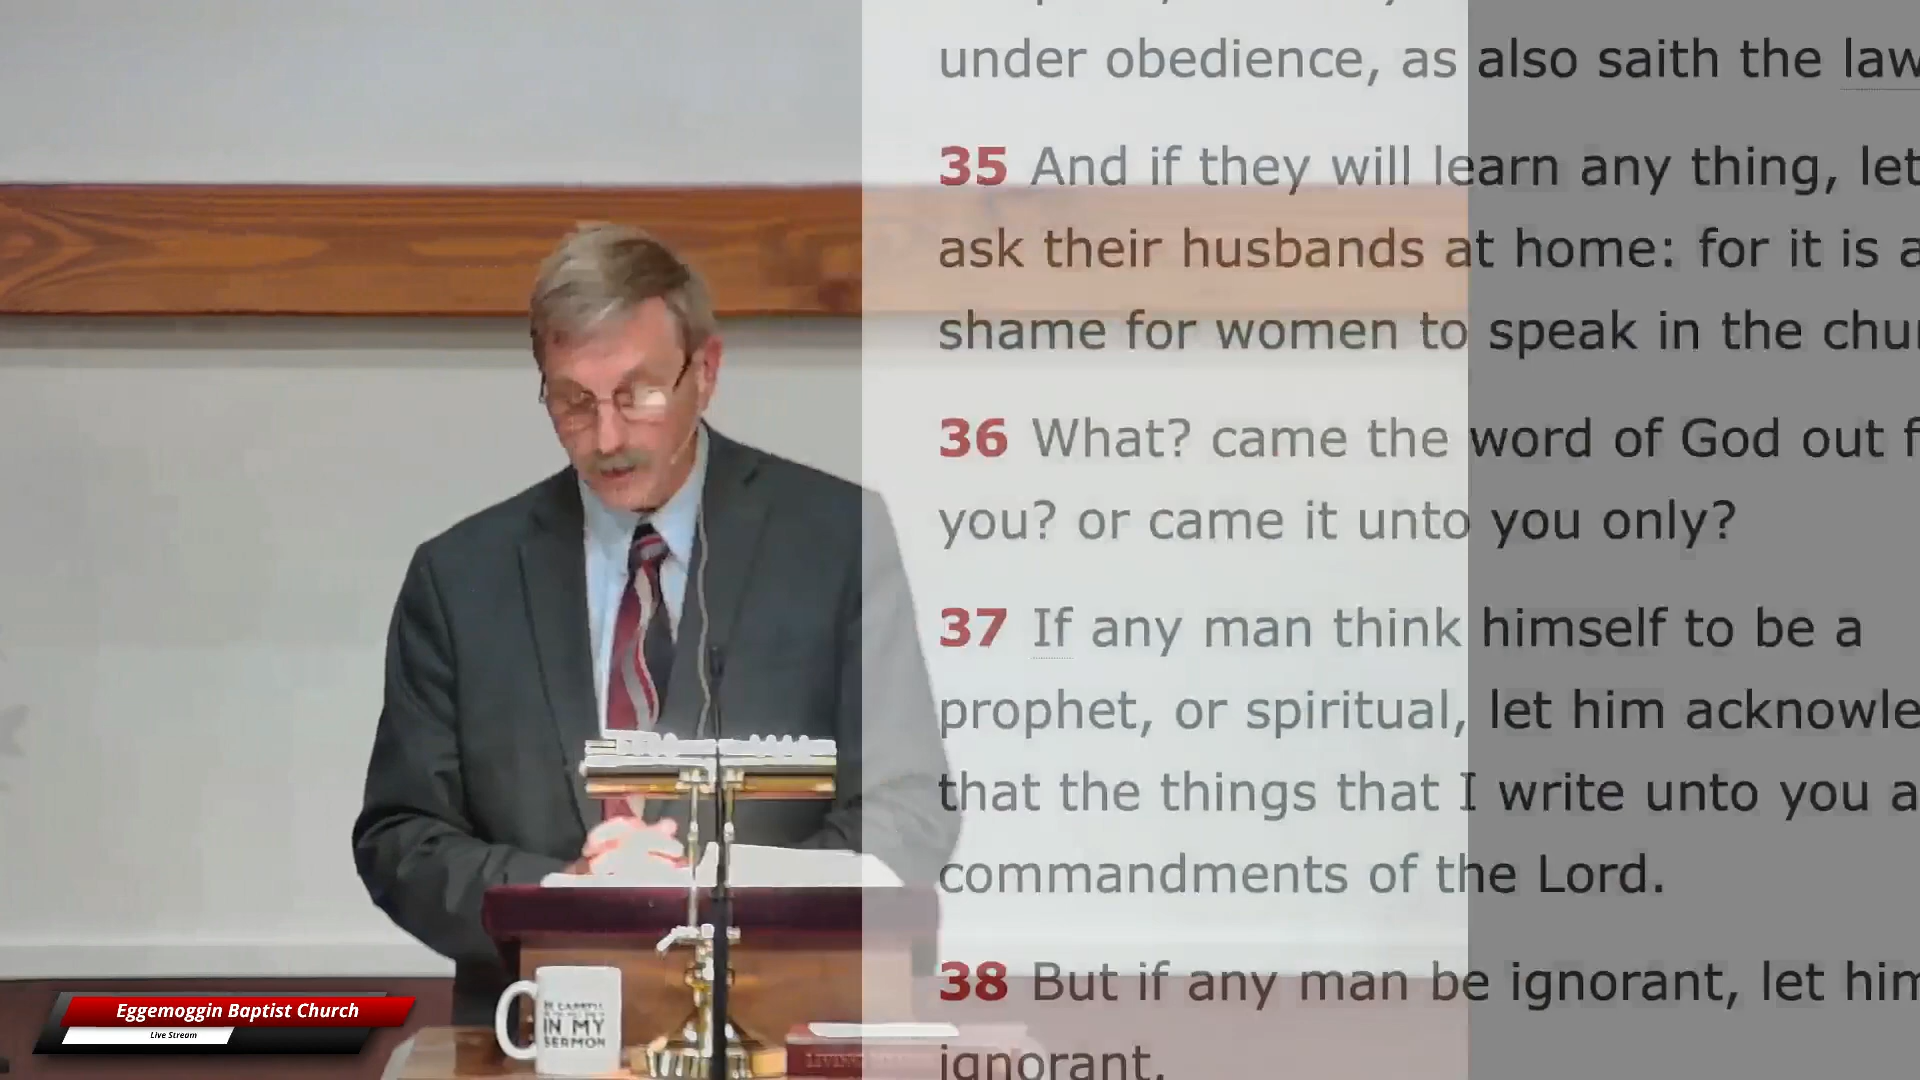 under obedience, as also saith the law
35 And if they will learn any thing, let
ask their husbands at home: for it is a
shame for women to speak in the chu
36 What? came the word of God out f
you? or came it unto you only?
37 If any man think himself to be a
prophet, or spiritual, let him acknowle
that the things that I write unto you a
commandments of the Lord.
38 But if any man be ignorant, let him
ignorant.
Eggemoggin Baptist Church
Live Stream
BE CAREFUL
IN MY
SERMON